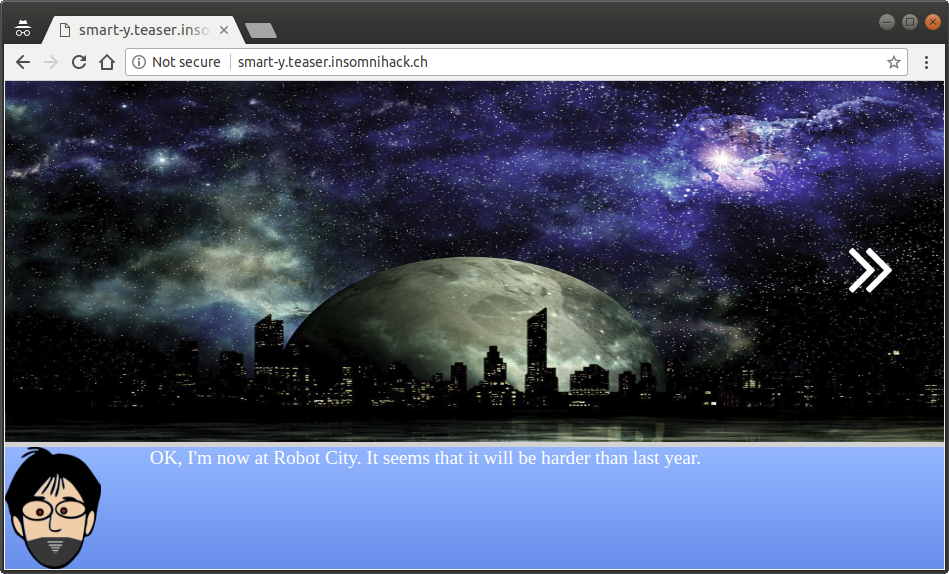 smart-y.teaser.inso
Not secure
smart-y.teaser.insomnihack.ch
OK, I'm now at Robot City. It seems that it will be harder than last year.